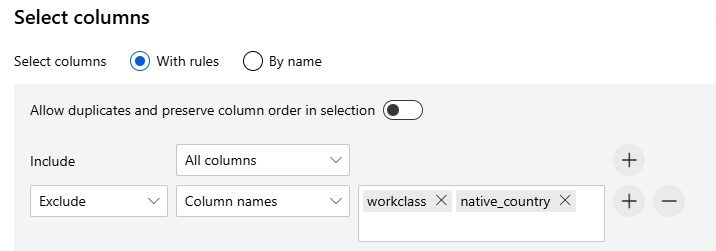 Select columns
Select columns With rules By name
Allow duplicates and preserve column order in selection
Include All columns
Exclude Column names workclass native_country